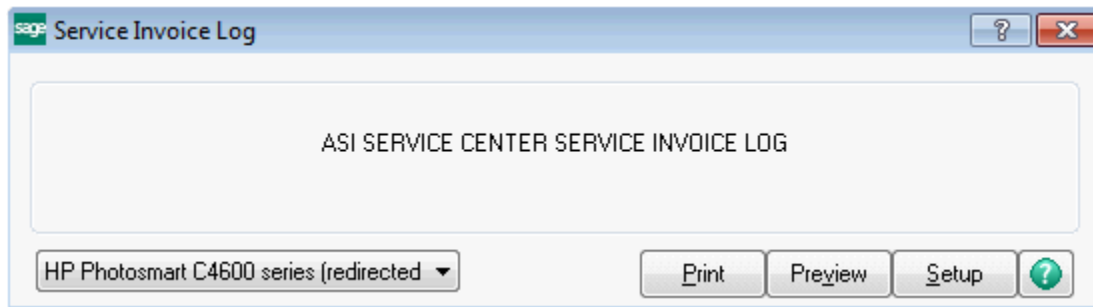 sage Service Invoice Log ?
ASI SERVICE CENTER SERVICE INVOICE LOG
HP Photosmart C4600 series (redirected Print Preview Setup ?